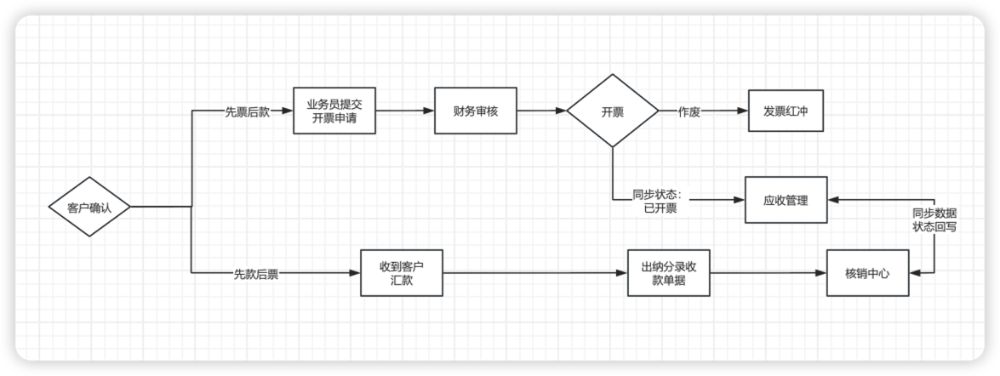 先票后款
业务员提交
开票申请
财务审核
开票
作废
发票红冲
客户确认
同步状态：
已开票
应收管理
同步数据
状态回写
先款后票
收到客户
汇款
出纳分录收
款单据
核销中心